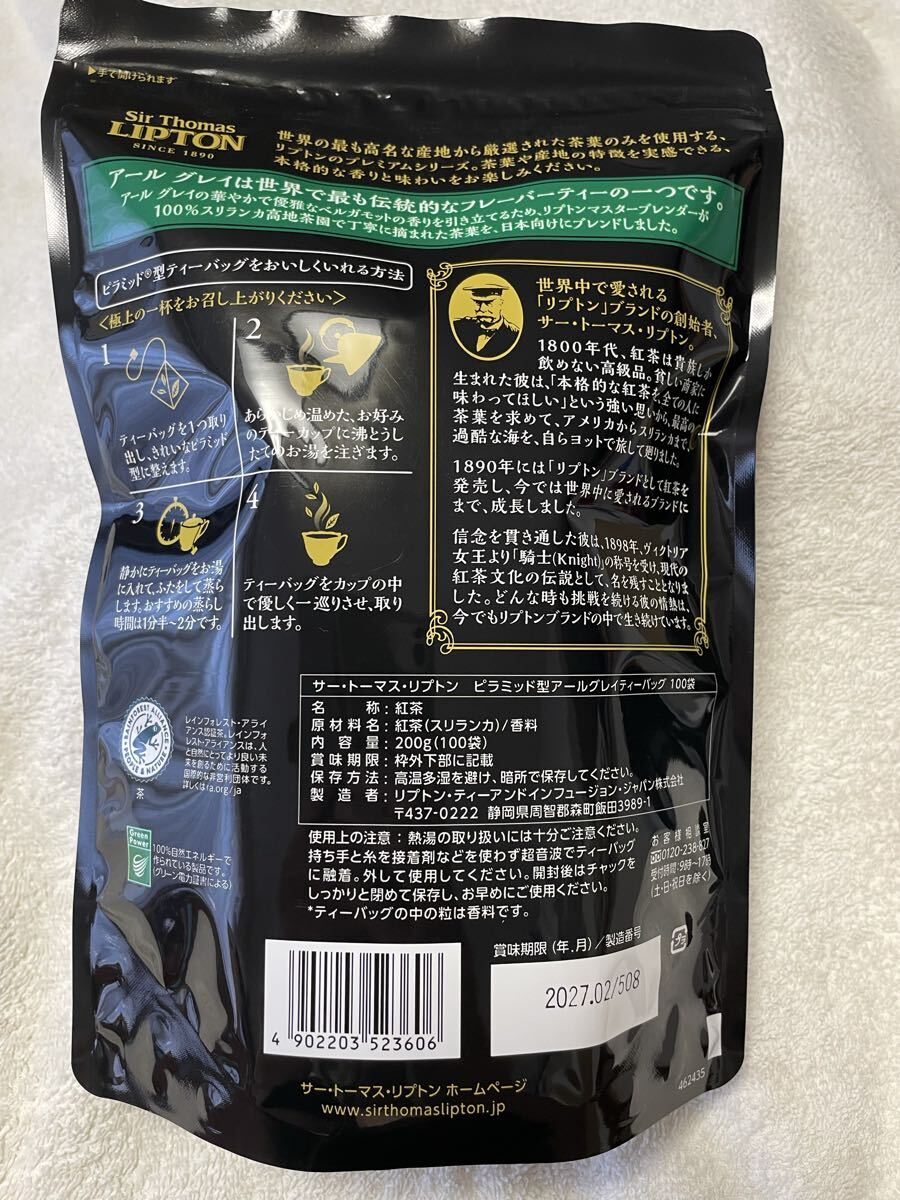 ▶手で開けられます
Sir Thomas
LIPTON
SINCE 1890
世界の最も高名な産地から厳選された茶葉のみを使用する、
リプトンのプレミアムシリーズ。茶葉や産地の特徴を実感できる、
本格的な香りと味わいをお楽しみください。
アール グレイは世界で最も伝統的なフレーバーティーの一つです。
アール グレイの華やかで優雅なベルガモットの香りを引き立てるため、リプトンマスターブレンダーが
100%スリランカ高地茶園で丁寧に摘まれた茶葉を、日本向けにブレンドしました。
ピラミッド®型ティーバッグをおいしくいれる方法
<極上の一杯をお召し上がりください>
1
ティーバッグを1つ取り
出し、きれいなピラミッド
型に整えます。
2
あらかじめ温めた、お好み
のティーカップに沸とうし
たてのお湯を注ぎます。
3
静かにティーバッグをお湯
に入れて、ふたをして蒸ら
します。おすすめの蒸らし
時間は1分半~2分です。
4
ティーバッグをカップの中
で優しく一巡りさせ、取り
出します。
世界中で愛される
「リプトン」ブランドの創始者、
サー・トーマス・リプトン。
1800年代、紅茶は貴族しか
飲めない高級品。貧しい商家に
生まれた彼は、「本格的な紅茶を全ての人に
味わってほしい」という強い思いから、最高の
茶葉を求めて、アメリカからスリランカまで、
過酷な海を、自らヨットで旅して廻りました。
1890年には「リプトン」ブランドとして紅茶を
発売し、今では世界中に愛されるブランドに
まで、成長しました。
信念を貫き通した彼は、1898年、ヴィクトリア
女王より「騎士(Knight)」の称号を受け、現代の
紅茶文化の伝説として、名を残すこととなりま
した。どんな時も挑戦を続ける彼の情熱は、
今でもリプトンブランドの中で生き続けています。
RAINFOREST ALLIANCE
PEOPLE & NATURE
茶
レインフォレスト・アライ
アンス認証茶。レインフォ
レスト・アライアンスは、人
と自然にとってより良い未
来を創るために活動する
国際的な非営利団体です。
詳しくはra.org/ja
Green
Power
100%自然エネルギーで
作られている製品です。
(グリーン電力証書による)
サー・トーマス・リプトン ピラミッド型アールグレイティーバッグ 100袋
名称:紅茶
原材料名:紅茶(スリランカ)/香料
内容量:200g(100袋)
賞味期限:枠外下部に記載
保存方法:高温多湿を避け、暗所で保存してください。
製造者:リプトン・ティーアンドインフュージョン・ジャパン株式会社
〒437-0222 静岡県周智郡森町飯田3989-1
使用上の注意:熱湯の取り扱いには十分ご注意ください。
持ち手と糸を接着剤などを使わず超音波でティーバッグ
に融着。外して使用してください。開封後はチャックを
しっかりと閉めて保存し、お早めにご使用ください。
*ティーバッグの中の粒は香料です。
お客様相談室
0120-238-827
受付時間:9時~17時
(土・日・祝日を除く)
賞味期限(年.月)/製造番号
プラ
2027.02/508
4 902203 523606
462435
サー・トーマス・リプトン ホームページ
www.sirthomaslipton.jp